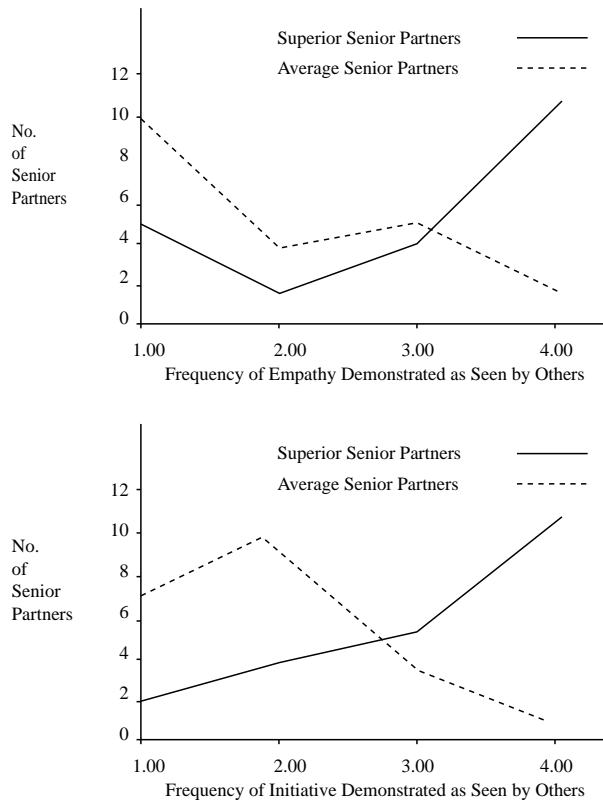 Superior Senior Partners
Average Senior Partners
No.
of
Senior
Partners
12
10
8
6
4
2
0
1.00 2.00 3.00 4.00
Frequency of Empathy Demonstrated as Seen by Others
Superior Senior Partners
Average Senior Partners
No.
of
Senior
Partners
12
10
8
6
4
2
0
1.00 2.00 3.00 4.00
Frequency of Initiative Demonstrated as Seen by Others